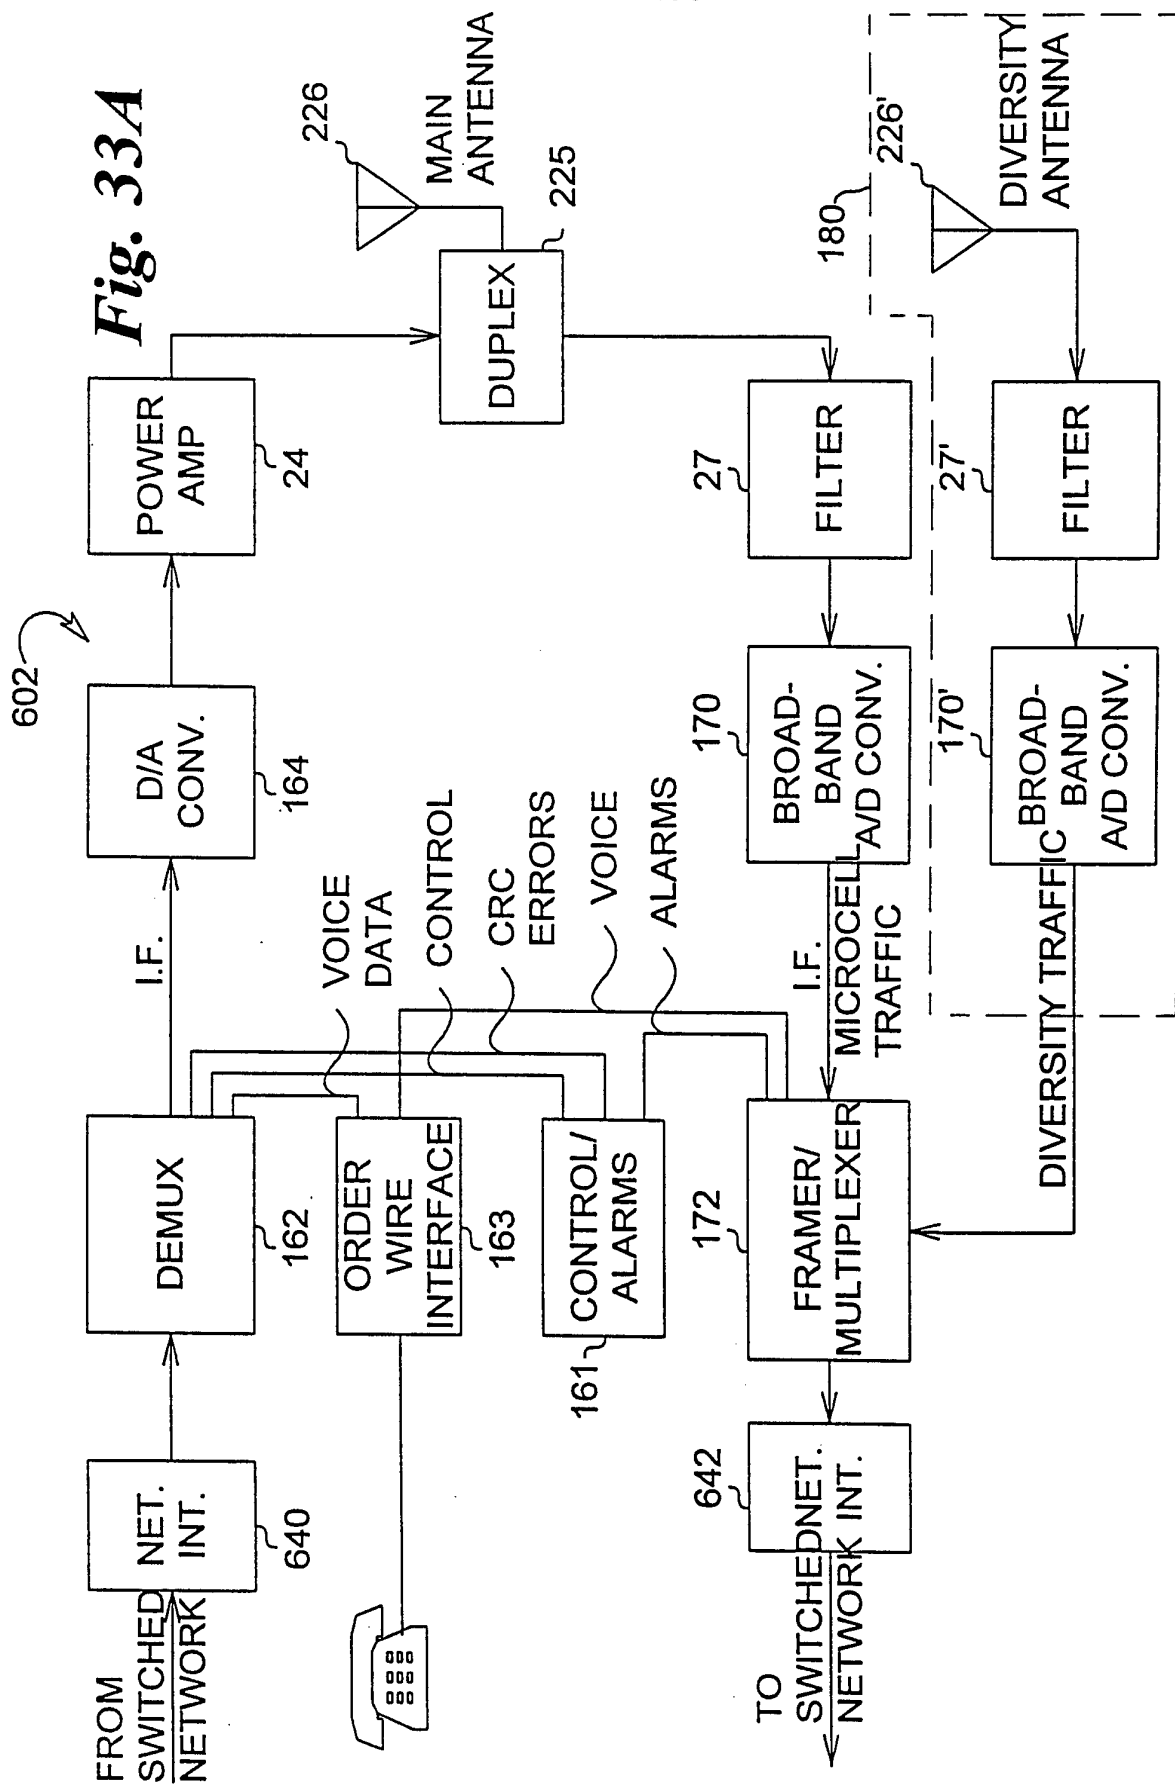 Fig. 33A
602
FROM
SWITCHED
NETWORK
NET.
INT.
640
DEMUX
162
I.F.
D/A
CONV.
164
POWER
AMP
24
226
MAIN
ANTENNA
DUPLEX
225
VOICE
DATA
CONTROL
CRC
ERRORS
VOICE
ALARMS
ORDER
WIRE
INTERFACE
163
CONTROL/
ALARMS
161
TO
SWITCHED
NETWORK
642
NET.
INT.
172
FRAMER/
MULTIPLEXER
I.F.
MICROCELL
TRAFFIC
170
BROAD-
BAND
A/D CONV.
27
FILTER
180
226'
DIVERSITY
ANTENNA
DIVERSITY TRAFFIC
170'
BROAD-
BAND
A/D CONV.
27'
FILTER